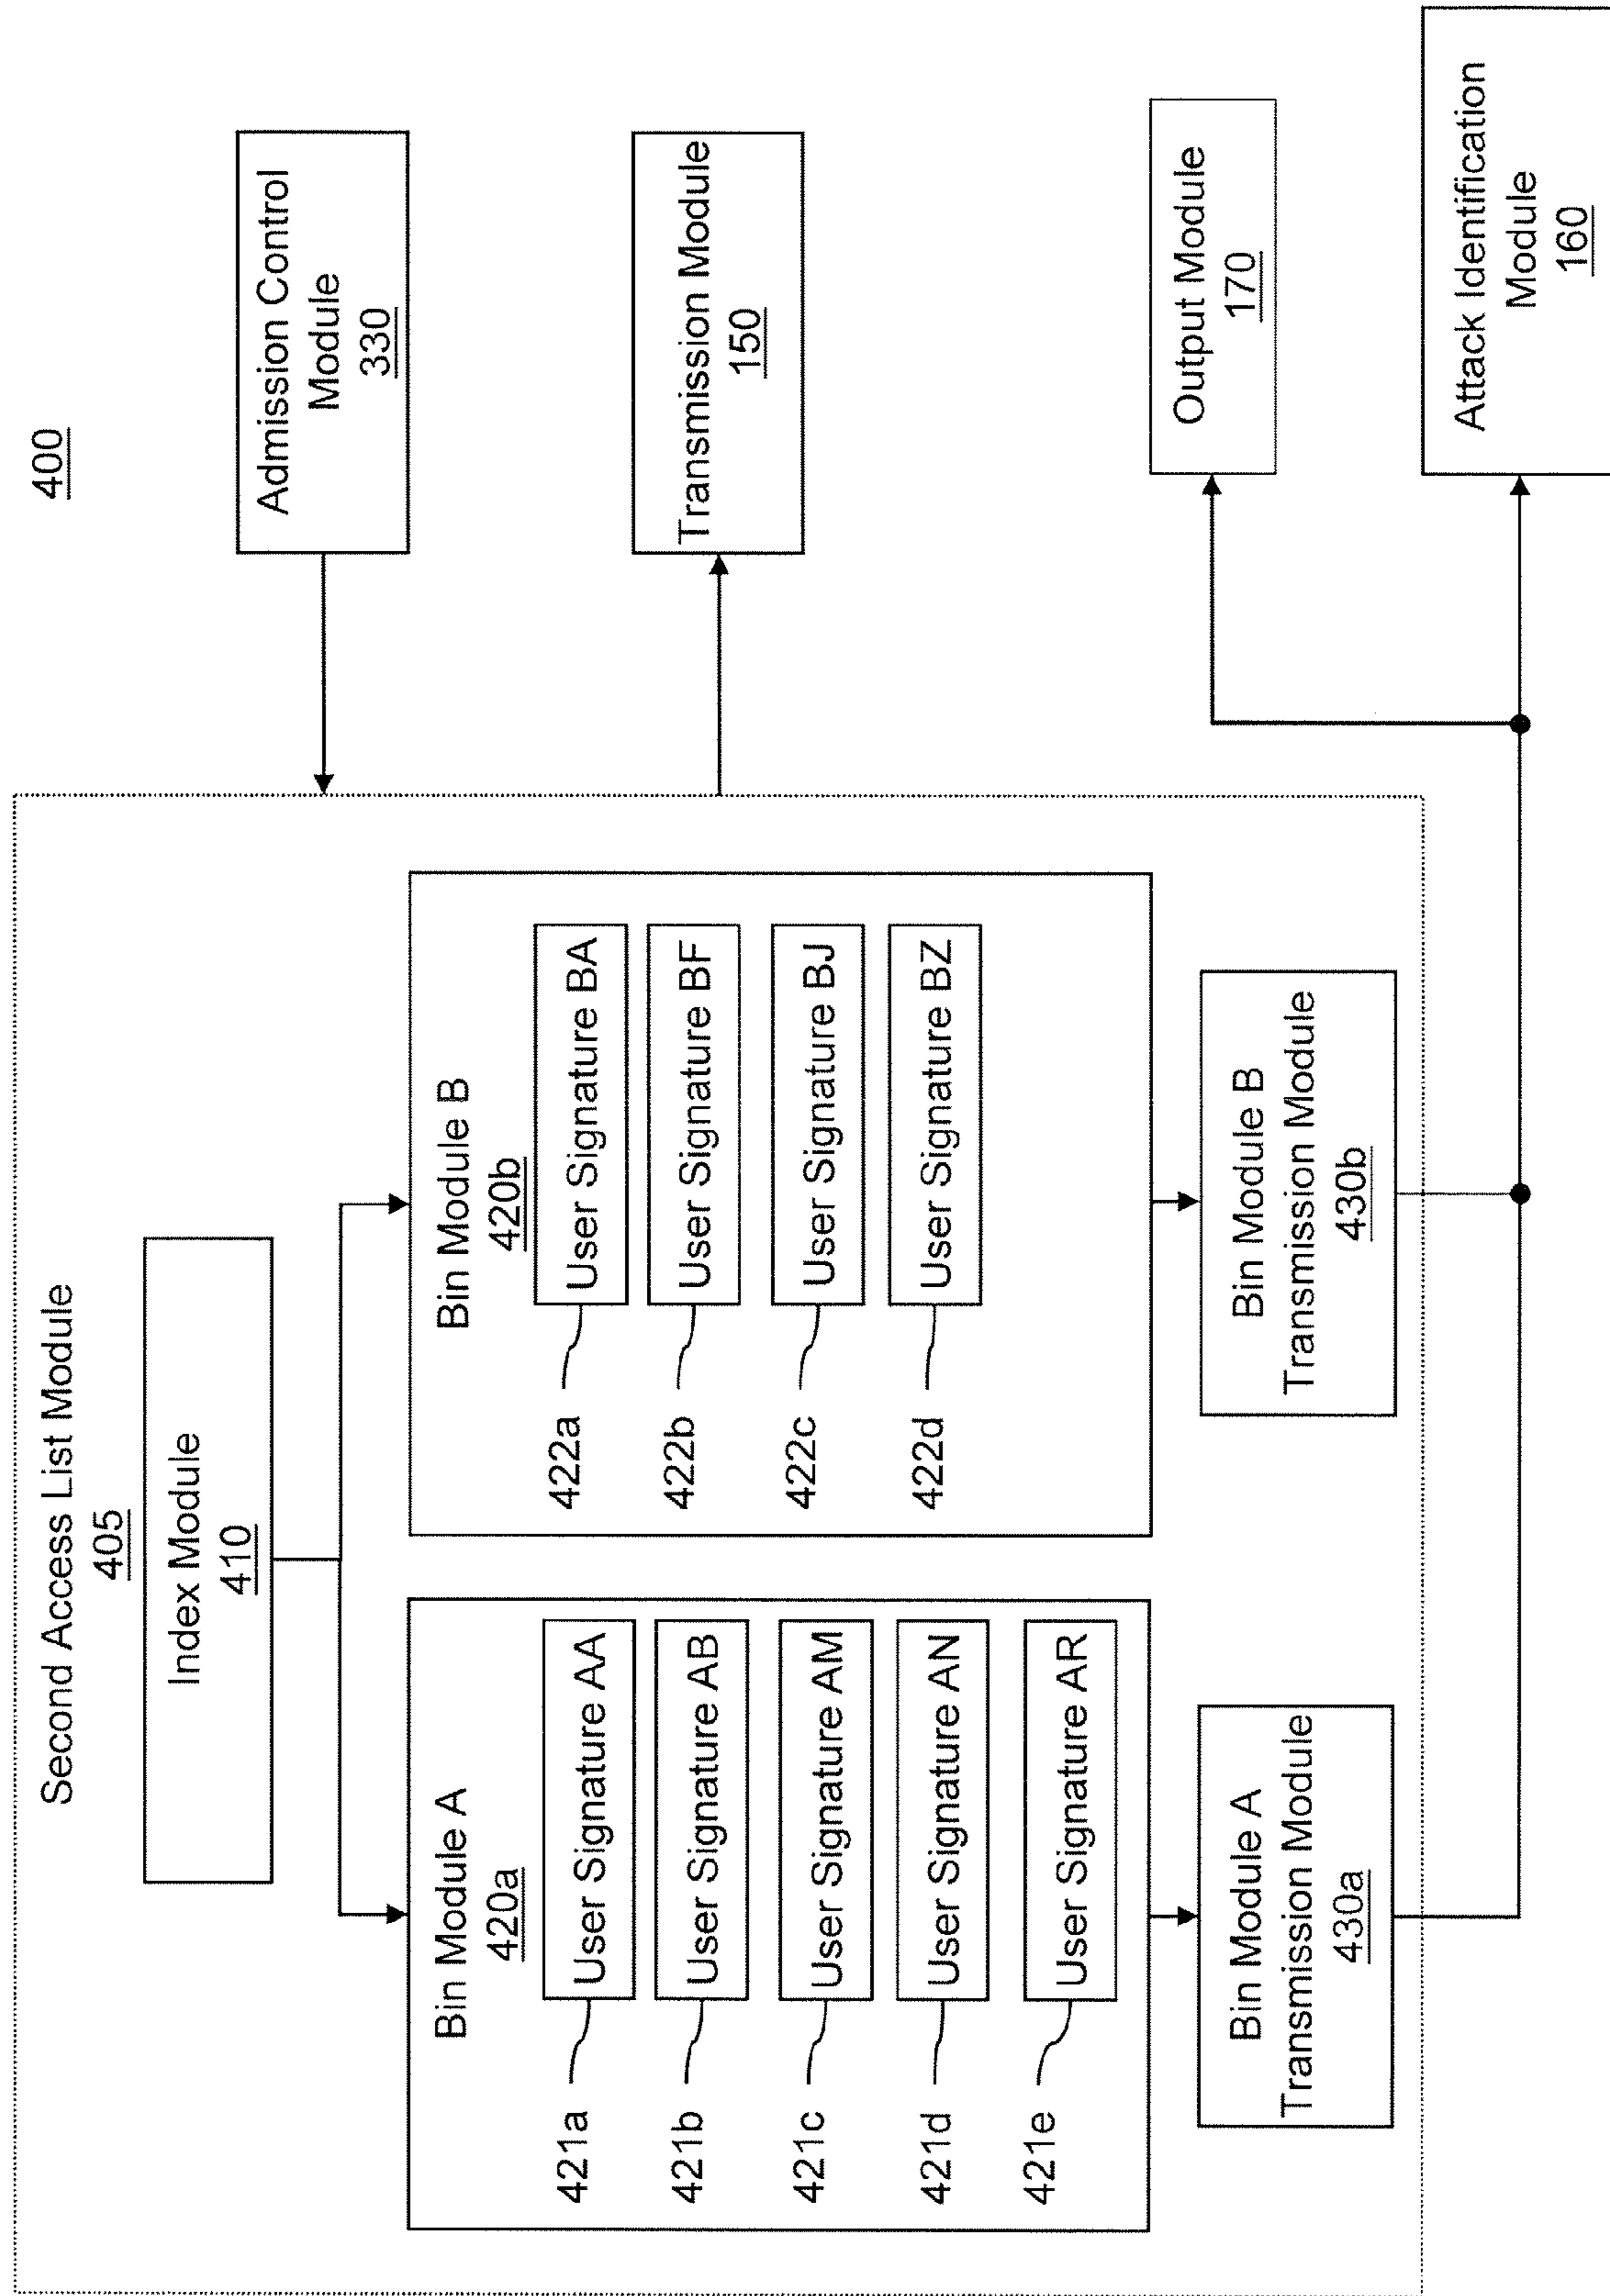 400
Second Access List Module
405
Index Module
410
Bin Module A
420a
User Signature AA
User Signature AB
User Signature AM
User Signature AN
User Signature AR
421a
421b
421c
421d
421e
Bin Module A
Transmission Module
430a
Bin Module B
420b
User Signature BA
User Signature BF
User Signature BJ
User Signature BZ
422a
422b
422c
422d
Bin Module B
Transmission Module
430b
Admission Control
Module
330
Transmission Module
150
Output Module
170
Attack Identification
Module
160